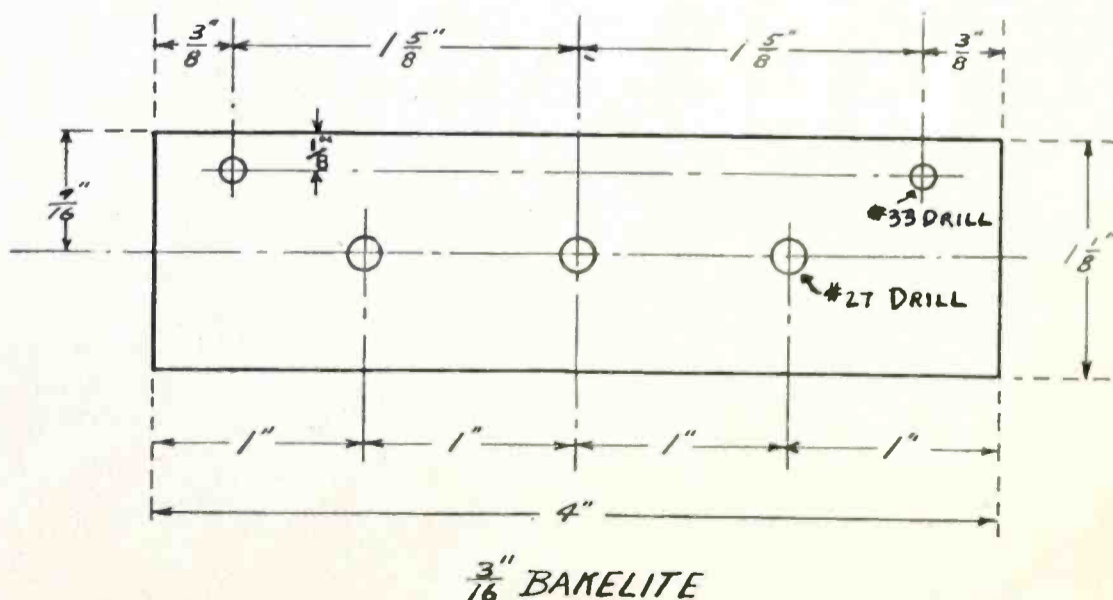 3/8" 1 5/8" 1 5/8" 3/8"
1/8"
9/16"
#33 DRILL
1 1/8"
#27 DRILL
1" 1" 1" 1"
4"
3/16" BAKELITE